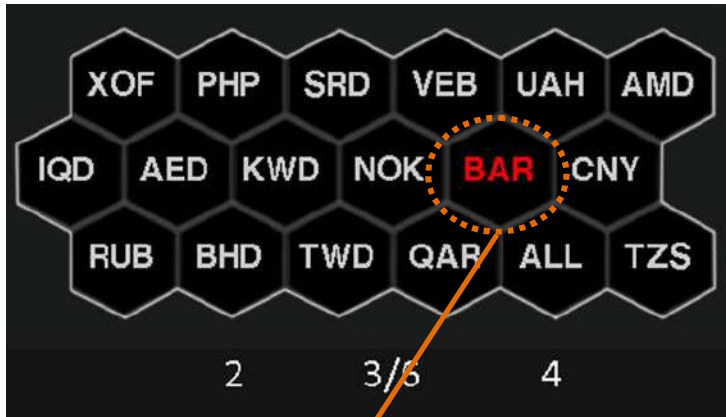 XOF PHP SRD VEB UAH AMD
IQD AED KWD NOK BAR CNY
RUB BHD TWD QAR ALL TZS
2 3/6 4